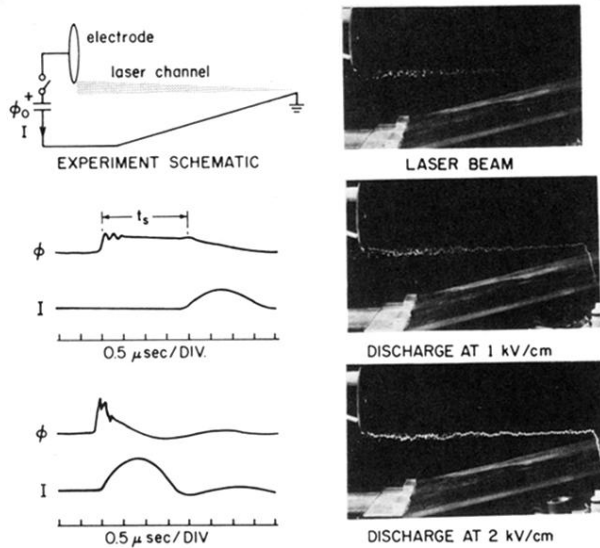 electrode
laser channel
+
ϕ₀
I
EXPERIMENT SCHEMATIC
LASER BEAM
tₛ
ϕ
I
0.5 μsec/DIV.
DISCHARGE AT 1 kV/cm
ϕ
I
0.5 μsec/DIV
DISCHARGE AT 2 kV/cm